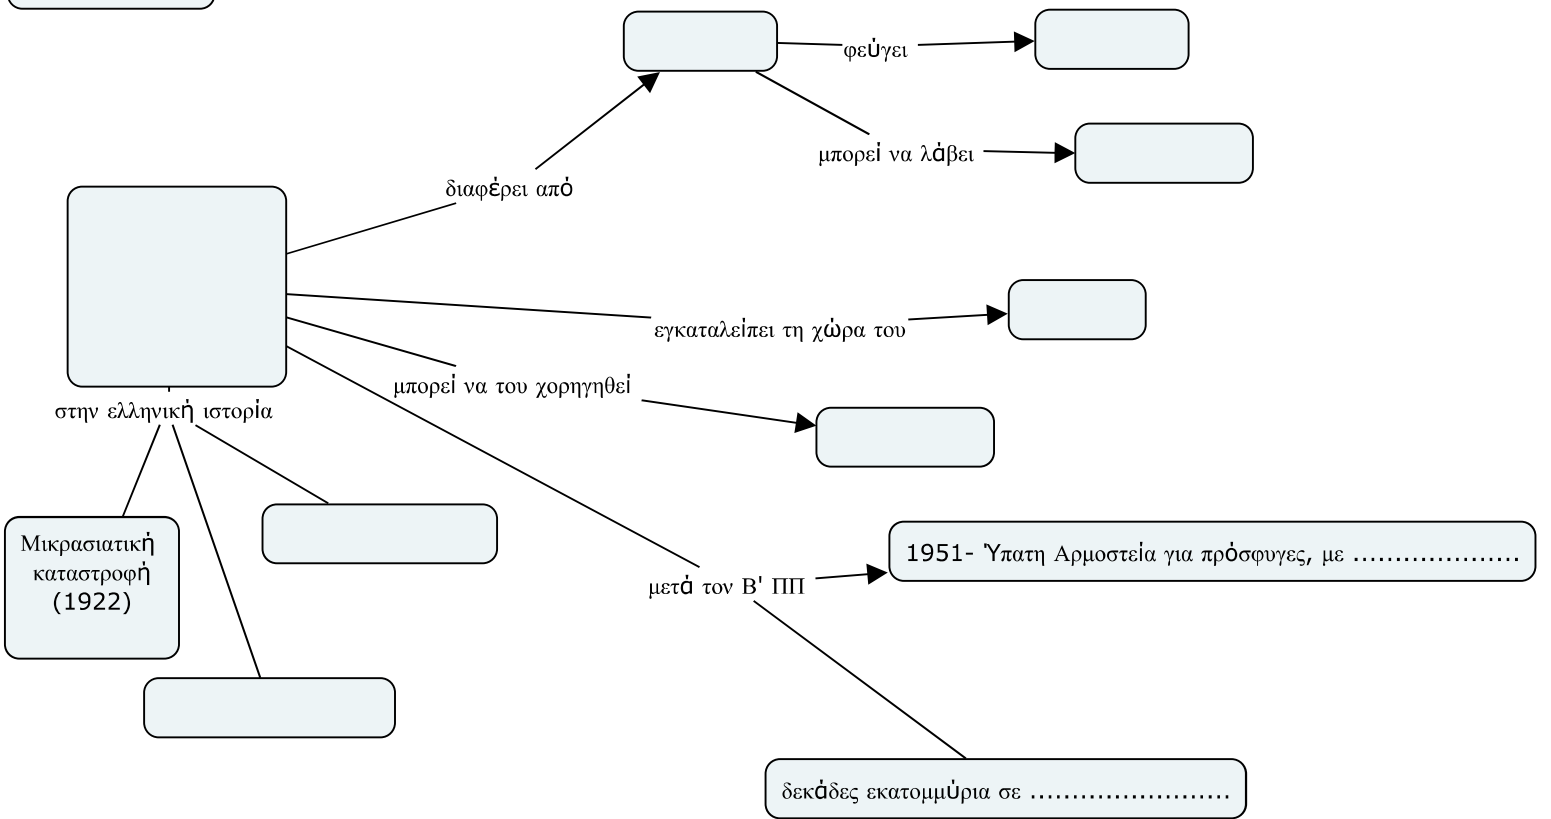 φεύγει
μπορεί να λάβει
διαφέρει από
εγκαταλείπει τη χώρα του
μπορεί να του χορηγηθεί
στην ελληνική ιστορία
Μικρασιατική
καταστροφή
(1922)
1951- Ύπατη Αρμοστεία για πρόσφυγες, με ....................
μετά τον Β' ΠΠ
δεκάδες εκατομμύρια σε ........................